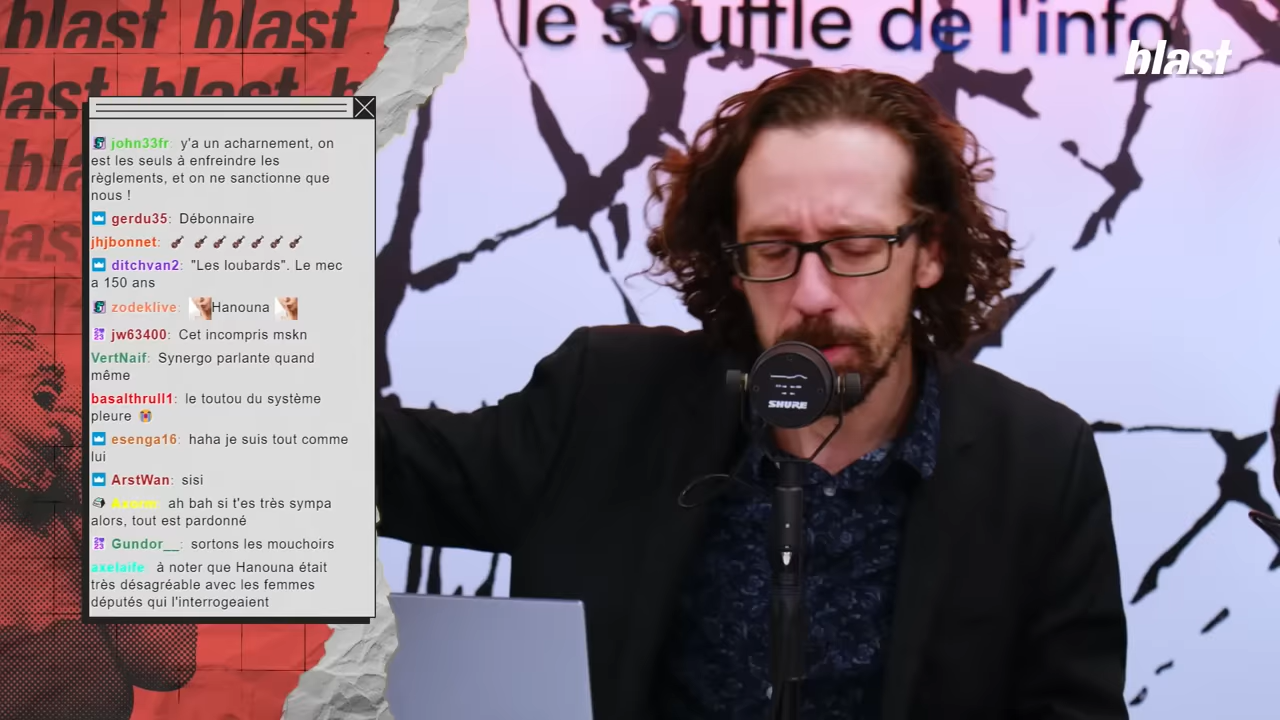 blast blast
last blast b
bla
las
le souffle de l'info
blast
john33fr: y'a un acharnement, on
est les seuls à enfreindre les
règlements, et on ne sanctionne que
nous !
gerdu35: Débonnaire
jhjbonnet:
ditchvan2: "Les loubards". Le mec
a 150 ans
zodeklive: Hanouna
jw63400: Cet incompris mskn
VertNaif: Synergo parlante quand
même
basalthrull1: le toutou du système
pleure
esenga16: haha je suis tout comme
lui
ArstWan: sisi
ah bah si t'es très sympa
alors, tout est pardonné
Gundor__: sortons les mouchoirs
axelaife: à noter que Hanouna était
très désagréable avec les femmes
députés qui l'interrogeaient
SHURE